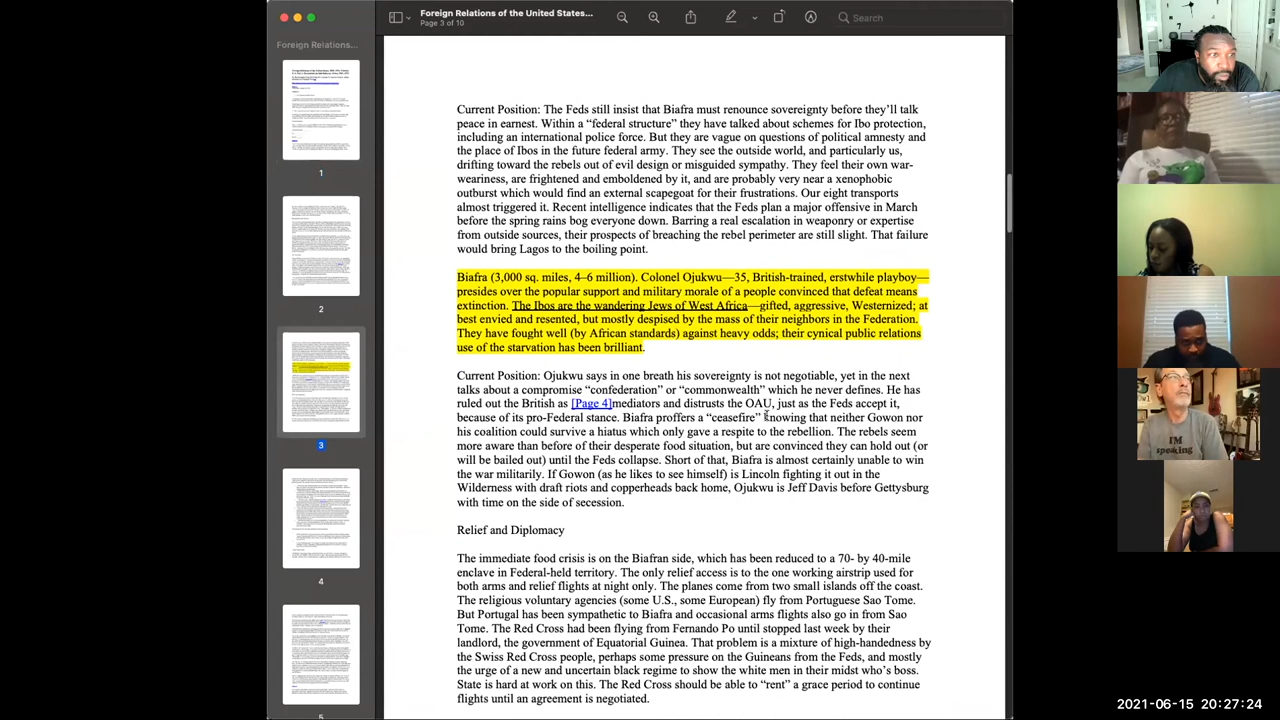 Foreign Relations of the United States...
Page 3 of 10
Search
Foreign Relations...
1
2
3
4
5
Current Position: The Feds still insist that Biafra must renounce its sovereignty before they'll talk
peace in earnest. Within a "federal structure" they have talked about schemes for Ibo protection,
including an international police force. But they are vague on questions of political amnesty and
the place of Ibos in the future federal army. They see the outside world, and particularly us,
drifting toward the rebels out of evil design or misguided sympathy. They feel their own war-
weariness, are frightened and emboldened by it, and are probably very near a xenophobic
outburst which would find an external scapegoat for their frustrations. Our eight transports
almost triggered it. Recent intelligence indicates that they may try a major offensive in March
before the spring rains slow everyone down. Barring a major gain in weaponry or expertise
from outside sources, their prospects of breaching the rebel perimeter are still slight. That failure
would bring Lagos to the bursting point.
Biafra (3,000 sq. miles, 4–6 million). Colonel Ojukwu—British-trained, erstwhile playboy—
presides over the popular support and military morale of a people convinced that defeat means
extinction. The Ibos are the wandering Jews of West Africa—gifted, aggressive, Westernized; at
best envied and resented, but mostly despised by the mass of their neighbors in the Federation.
They have fought well (by African standards) against heavy odds; their cynical public relations
use of the starvation has been brilliant.
Current Position: Ojukwu says in one breath his sovereignty is not negotiable, yet in the next
talks about some form of "confederation" or "commonwealth" which he never defines. He has
ruled out the British as [Page 4]mediators and distrusts the OAU, just as the Feds accept it,
because of its pro-Federal stance. Biafra offers a "cease-fire" knowing that neither Gowon nor
his coalition could survive a hiatus which only gave a respite to the rebellion. The rebels seem
more aware than before of their desperate food situation, but are convinced they can hold out (or
will be bailed out) until the Feds collapse. Short of that, Biafra is almost certainly unable to win
the war militarily. If Gowon (as he likes to see himself) is Lincoln fighting it out in the
Wilderness with draft riots and copperheads back home, Ojukwu is Jeff Davis before Gettysburg
with time on the side of secession.
Relief and Diplomacy
The immediate food crisis is on the Biafran side, which has been reduced to a 70- by 40-mile
enclave in Federal-held territory. The only relief access is to the one working airstrip used for
both arms and relief flights at night only. The planes come from two small islands off the coast.
The religious voluntary agencies (some U.S., some European) fly from Portuguese Sao Tome.
But Portugal has been sympathetic to Biafra and occasional arms flights also go in from Sao
Tome. The Red Cross has been flying from Fernando Po, but was stopped last week by their
landlord, the government of Equatorial Guinea. That resulted from a mixture of ham-handedness by
the Swiss Red Cross people, perhaps some pressure or inducements from the Feds, and mostly
the urge of a new and uncertain black regime to show the white men in their midst who's boss.
State is hard at work on this. The Red Cross should be able to "rent" a grace period to continue
flights until an agreement is negotiated.
I'M
speaking
2021-06-15 20:27:24